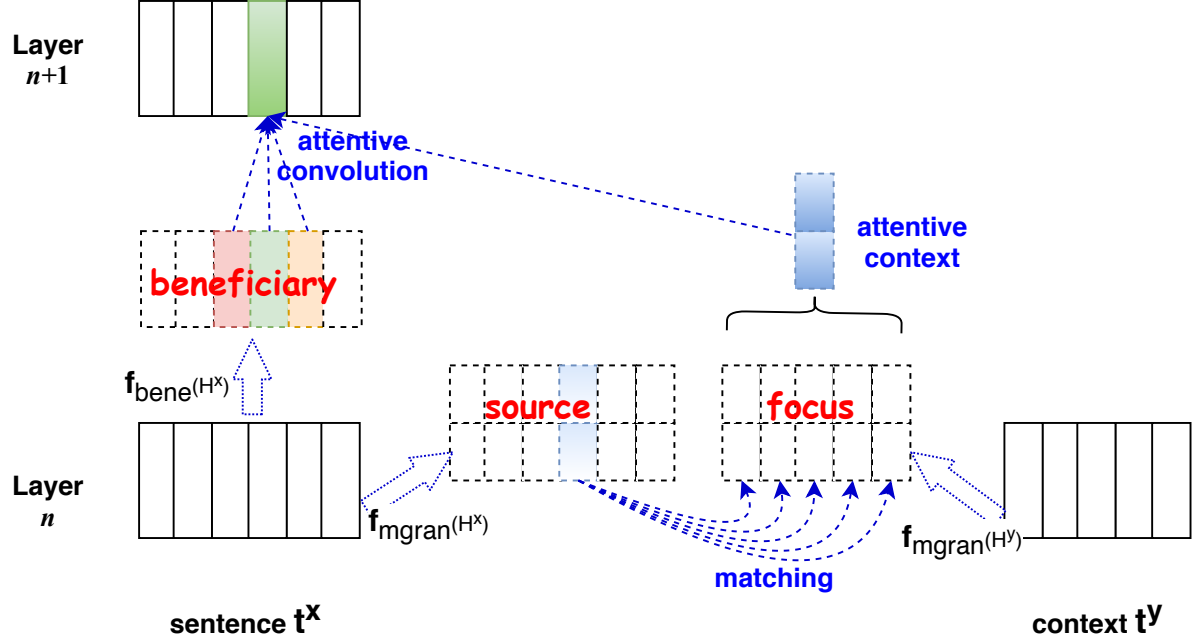 Layer
n+1
attentive
convolution
attentive
context
beneficiary
f_bene(H^x)
source
focus
Layer
n
f_mgran(H^x)
f_mgran(H^y)
matching
sentence t^x
context t^y